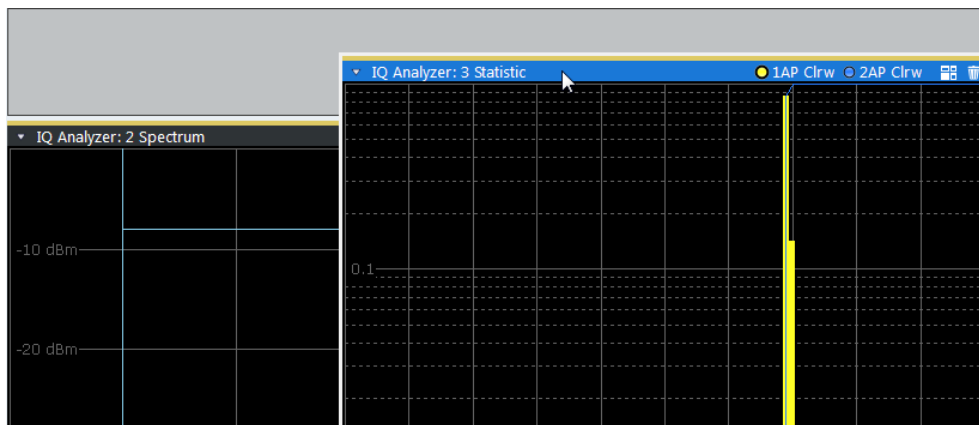 IQ Analyzer: 3 Statistic
1AP Clrw 2AP Clrw
IQ Analyzer: 2 Spectrum
-10 dBm
0.1
-20 dBm